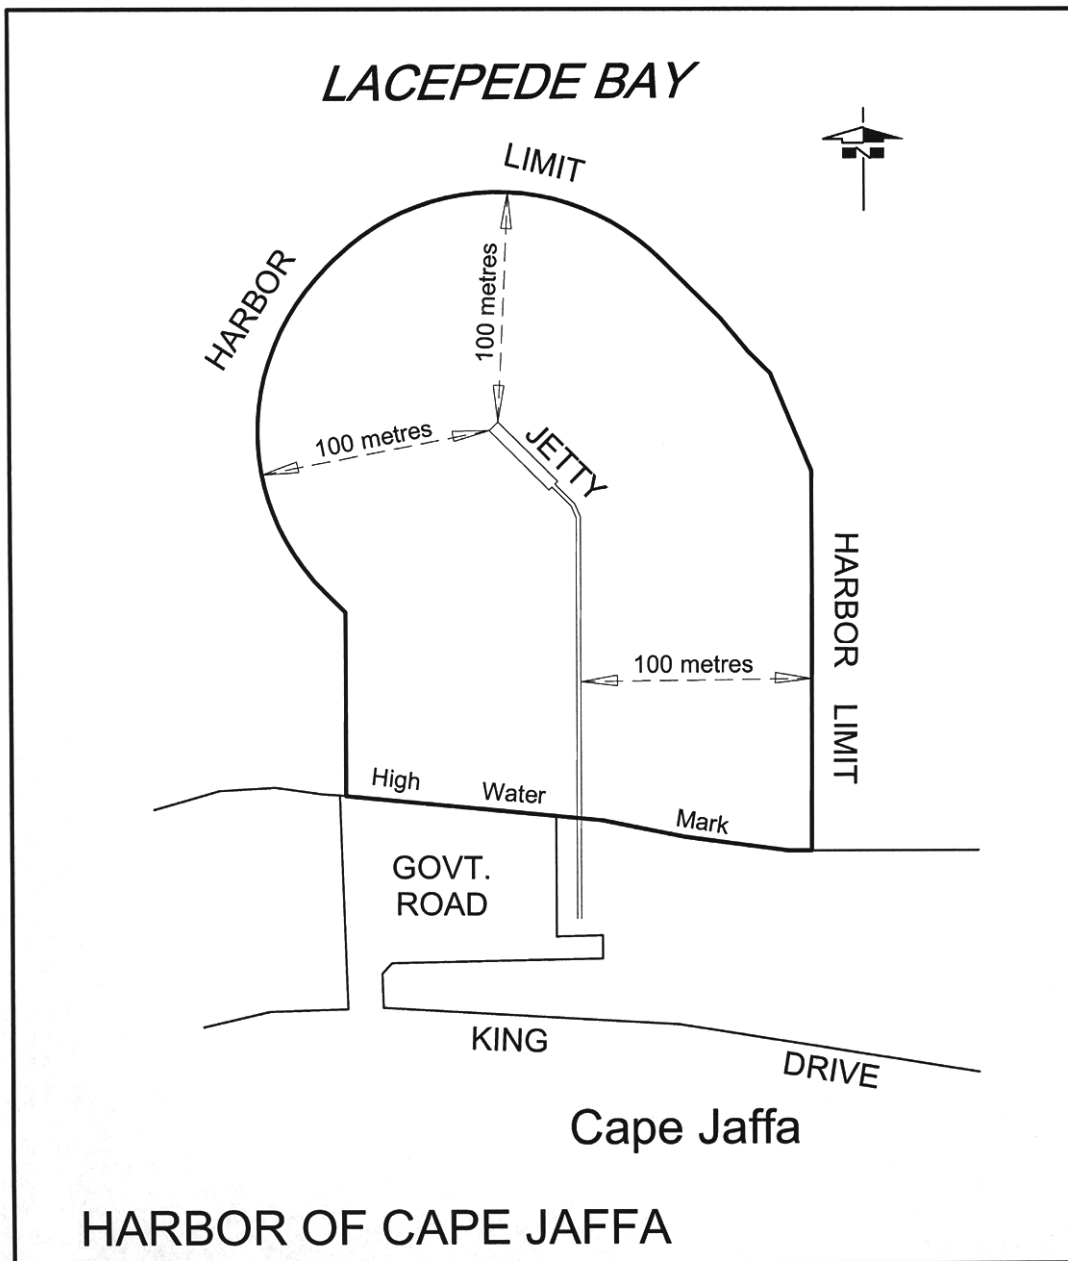 LACEPEDE BAY
N
LIMIT
HARBOR
100 metres
100 metres
JETTY
HARBOR LIMIT
100 metres
High Water Mark
GOVT.
ROAD
KING DRIVE
Cape Jaffa
HARBOR OF CAPE JAFFA